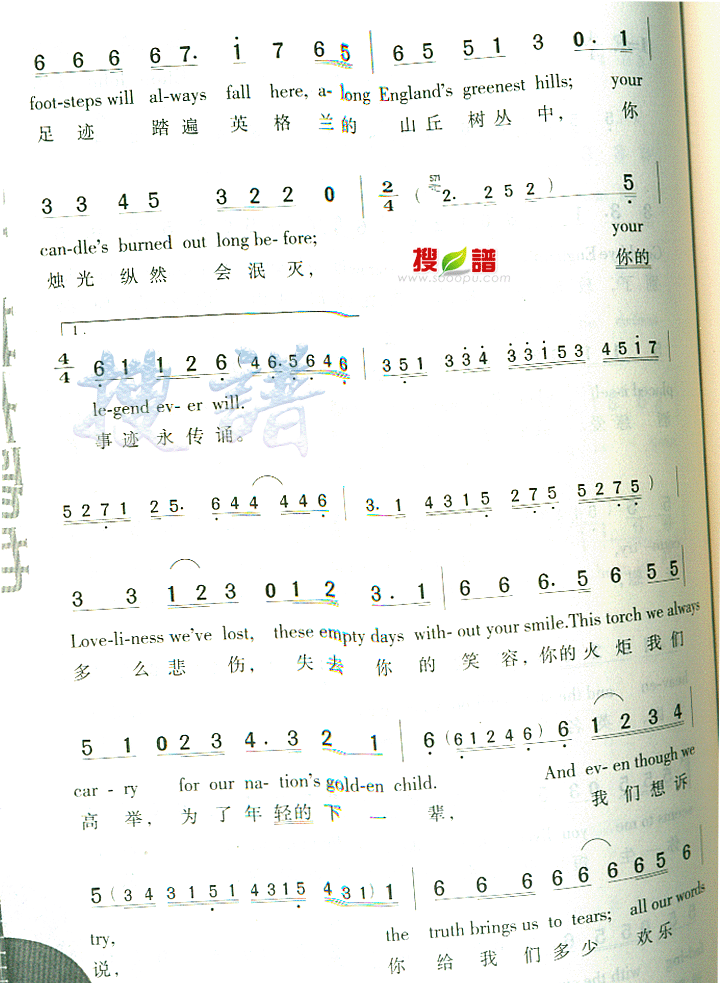 6 6 6 6 7. i 7 6 5 | 6 5 5 1 3 0. 1
foot-steps will al-ways fall here, a-long England's greenest hills; your
足迹 踏遍 英格兰的 山丘树丛中， 你
3 3 4 5 3 2 2 0 | 2/4 ( 2. 2 5 2 ) 5
can-dle's burned out long be-fore; your
烛光纵然 会泯灭， 你的
搜谱
www.sooopu.com
1.
4/4 6 1 1 2 6 ( 4 6. 5 6 4 6 | 3 5 1 3 3 4 3 3 1 5 3 4 5 1 7
le-gend ev-er will.
事迹永传诵。
搜譜
5 2 7 1 2 5. 6 4 4 4 4 6 | 3. 1 4 3 1 5 2 7 5 5 2 7 5 ) |
3 3 1 2 3 0 1 2 3. 1 | 6 6 6. 5 6 5 5
Love-li-ness we've lost, these empty days with-out your smile. This torch we always
多么悲伤， 失去你的笑容，你的火炬我们
5 1 0 2 3 4. 3 2 1 | 6 ( 6 1 2 4 6 ) 6 1 2 3 4
car-ry for our na-tion's gold-en child. And ev-en though we
高举， 为了年轻的下一辈， 我们想诉
5 ( 3 4 3 1 5 1 4 3 1 5 4 3 1 ) 1 | 6 6 6 6 6 6 5 6
try, the truth brings us to tears; all our words
说， 你给我们多少欢乐